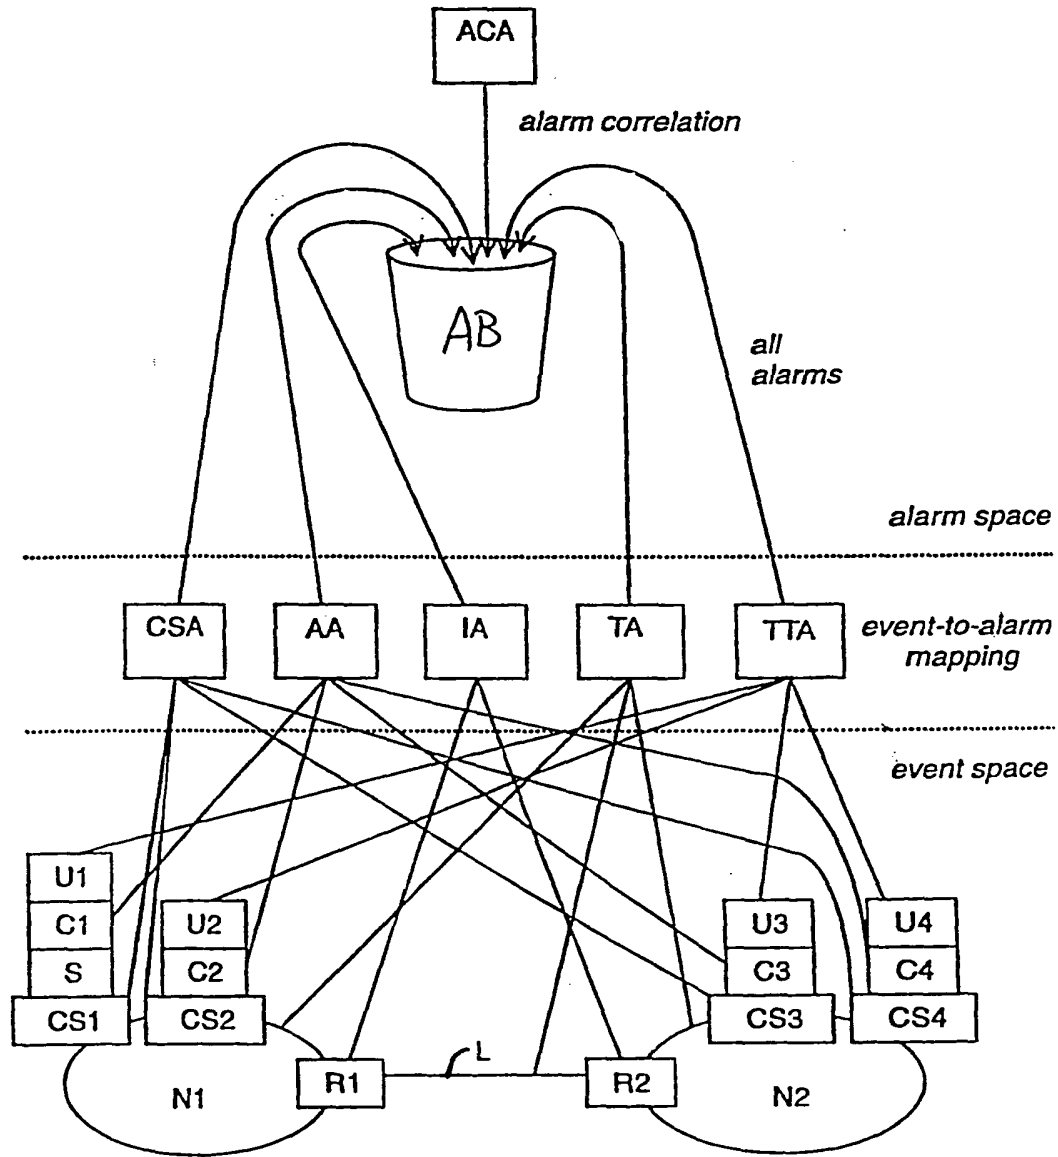 ACA
alarm correlation
AB
all
alarms
alarm space
CSA
AA
IA
TA
TTA
event-to-alarm
mapping
event space
U1
C1
U2
U3
U4
S
C2
C3
C4
CS1
CS2
CS3
CS4
L
R1
R2
N1
N2